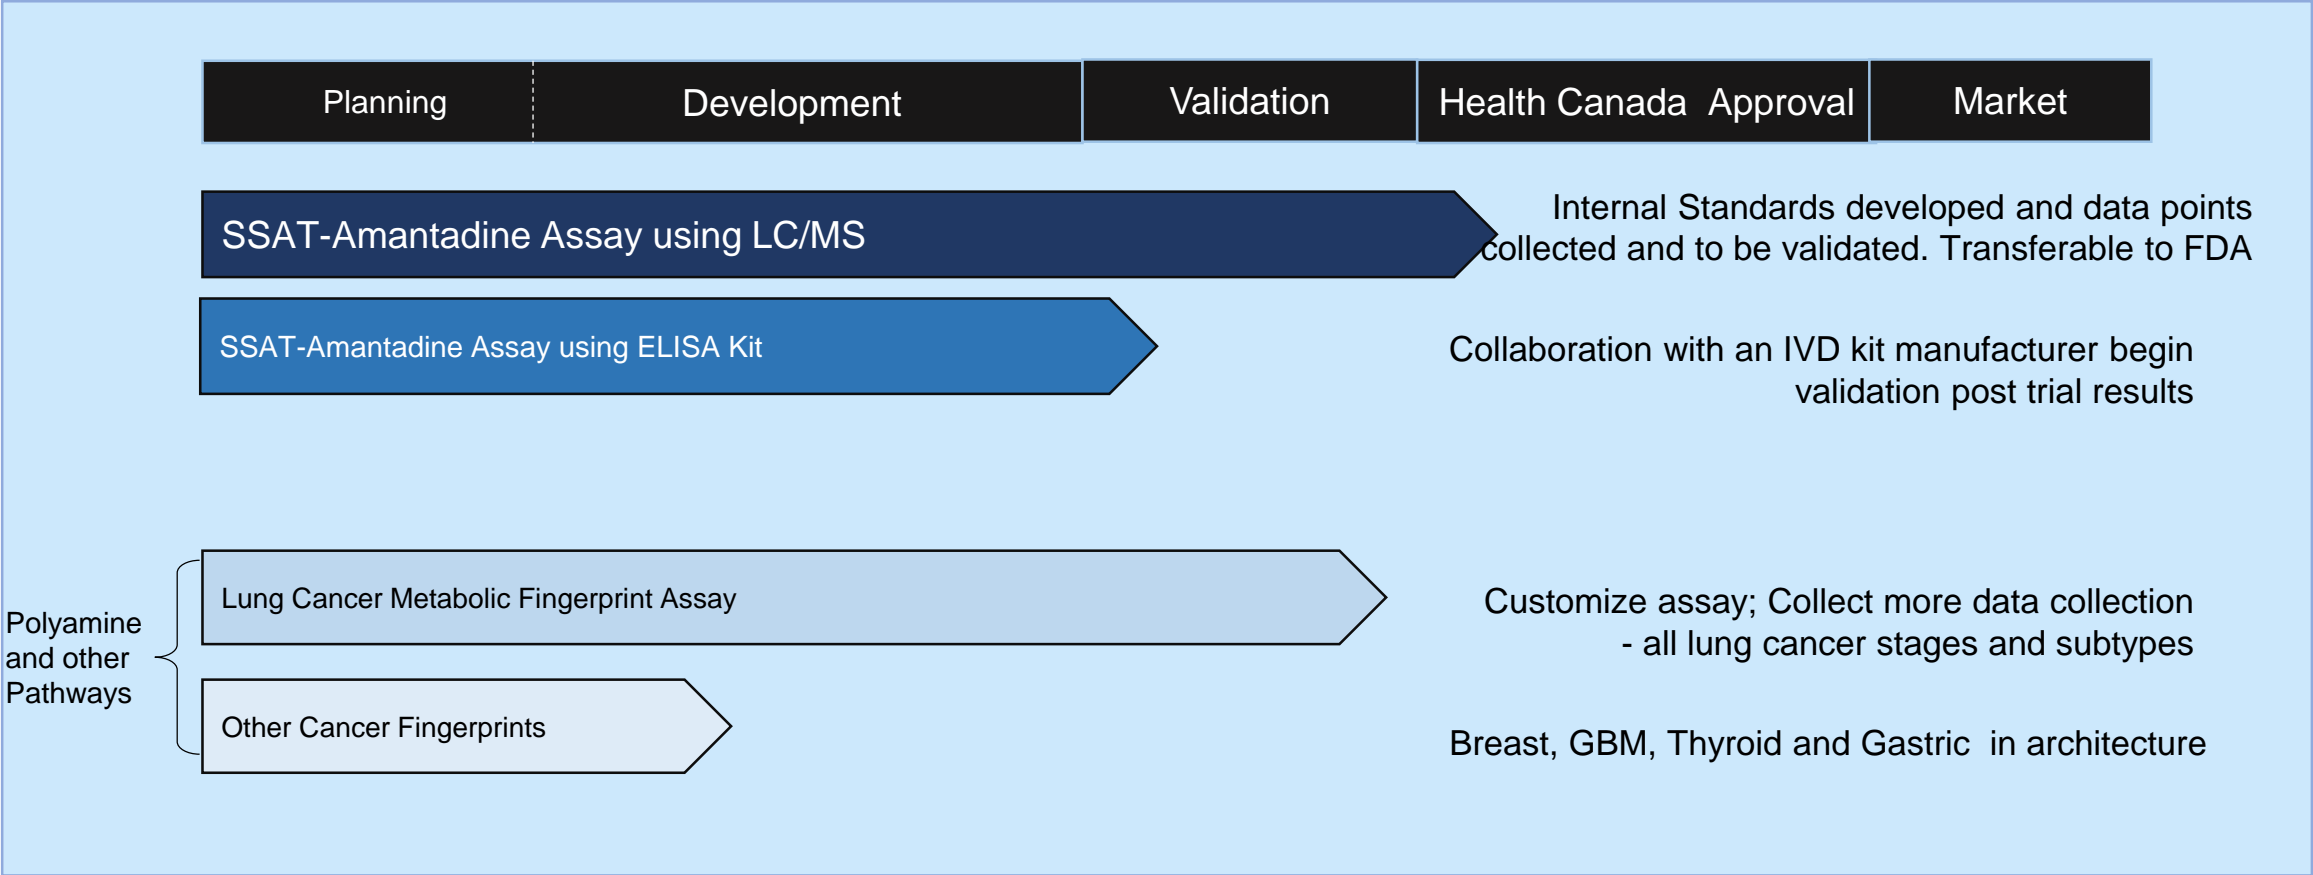 Planning
Development
Validation
Health Canada  Approval
Market
SSAT-Amantadine Assay using LC/MS
Internal Standards developed and data points
collected and to be validated. Transferable to FDA
SSAT-Amantadine Assay using ELISA Kit
Collaboration with an IVD kit manufacturer begin
validation post trial results
Polyamine
and other
Pathways
Lung Cancer Metabolic Fingerprint Assay
Customize assay; Collect more data collection
- all lung cancer stages and subtypes
Other Cancer Fingerprints
Breast, GBM, Thyroid and Gastric  in architecture